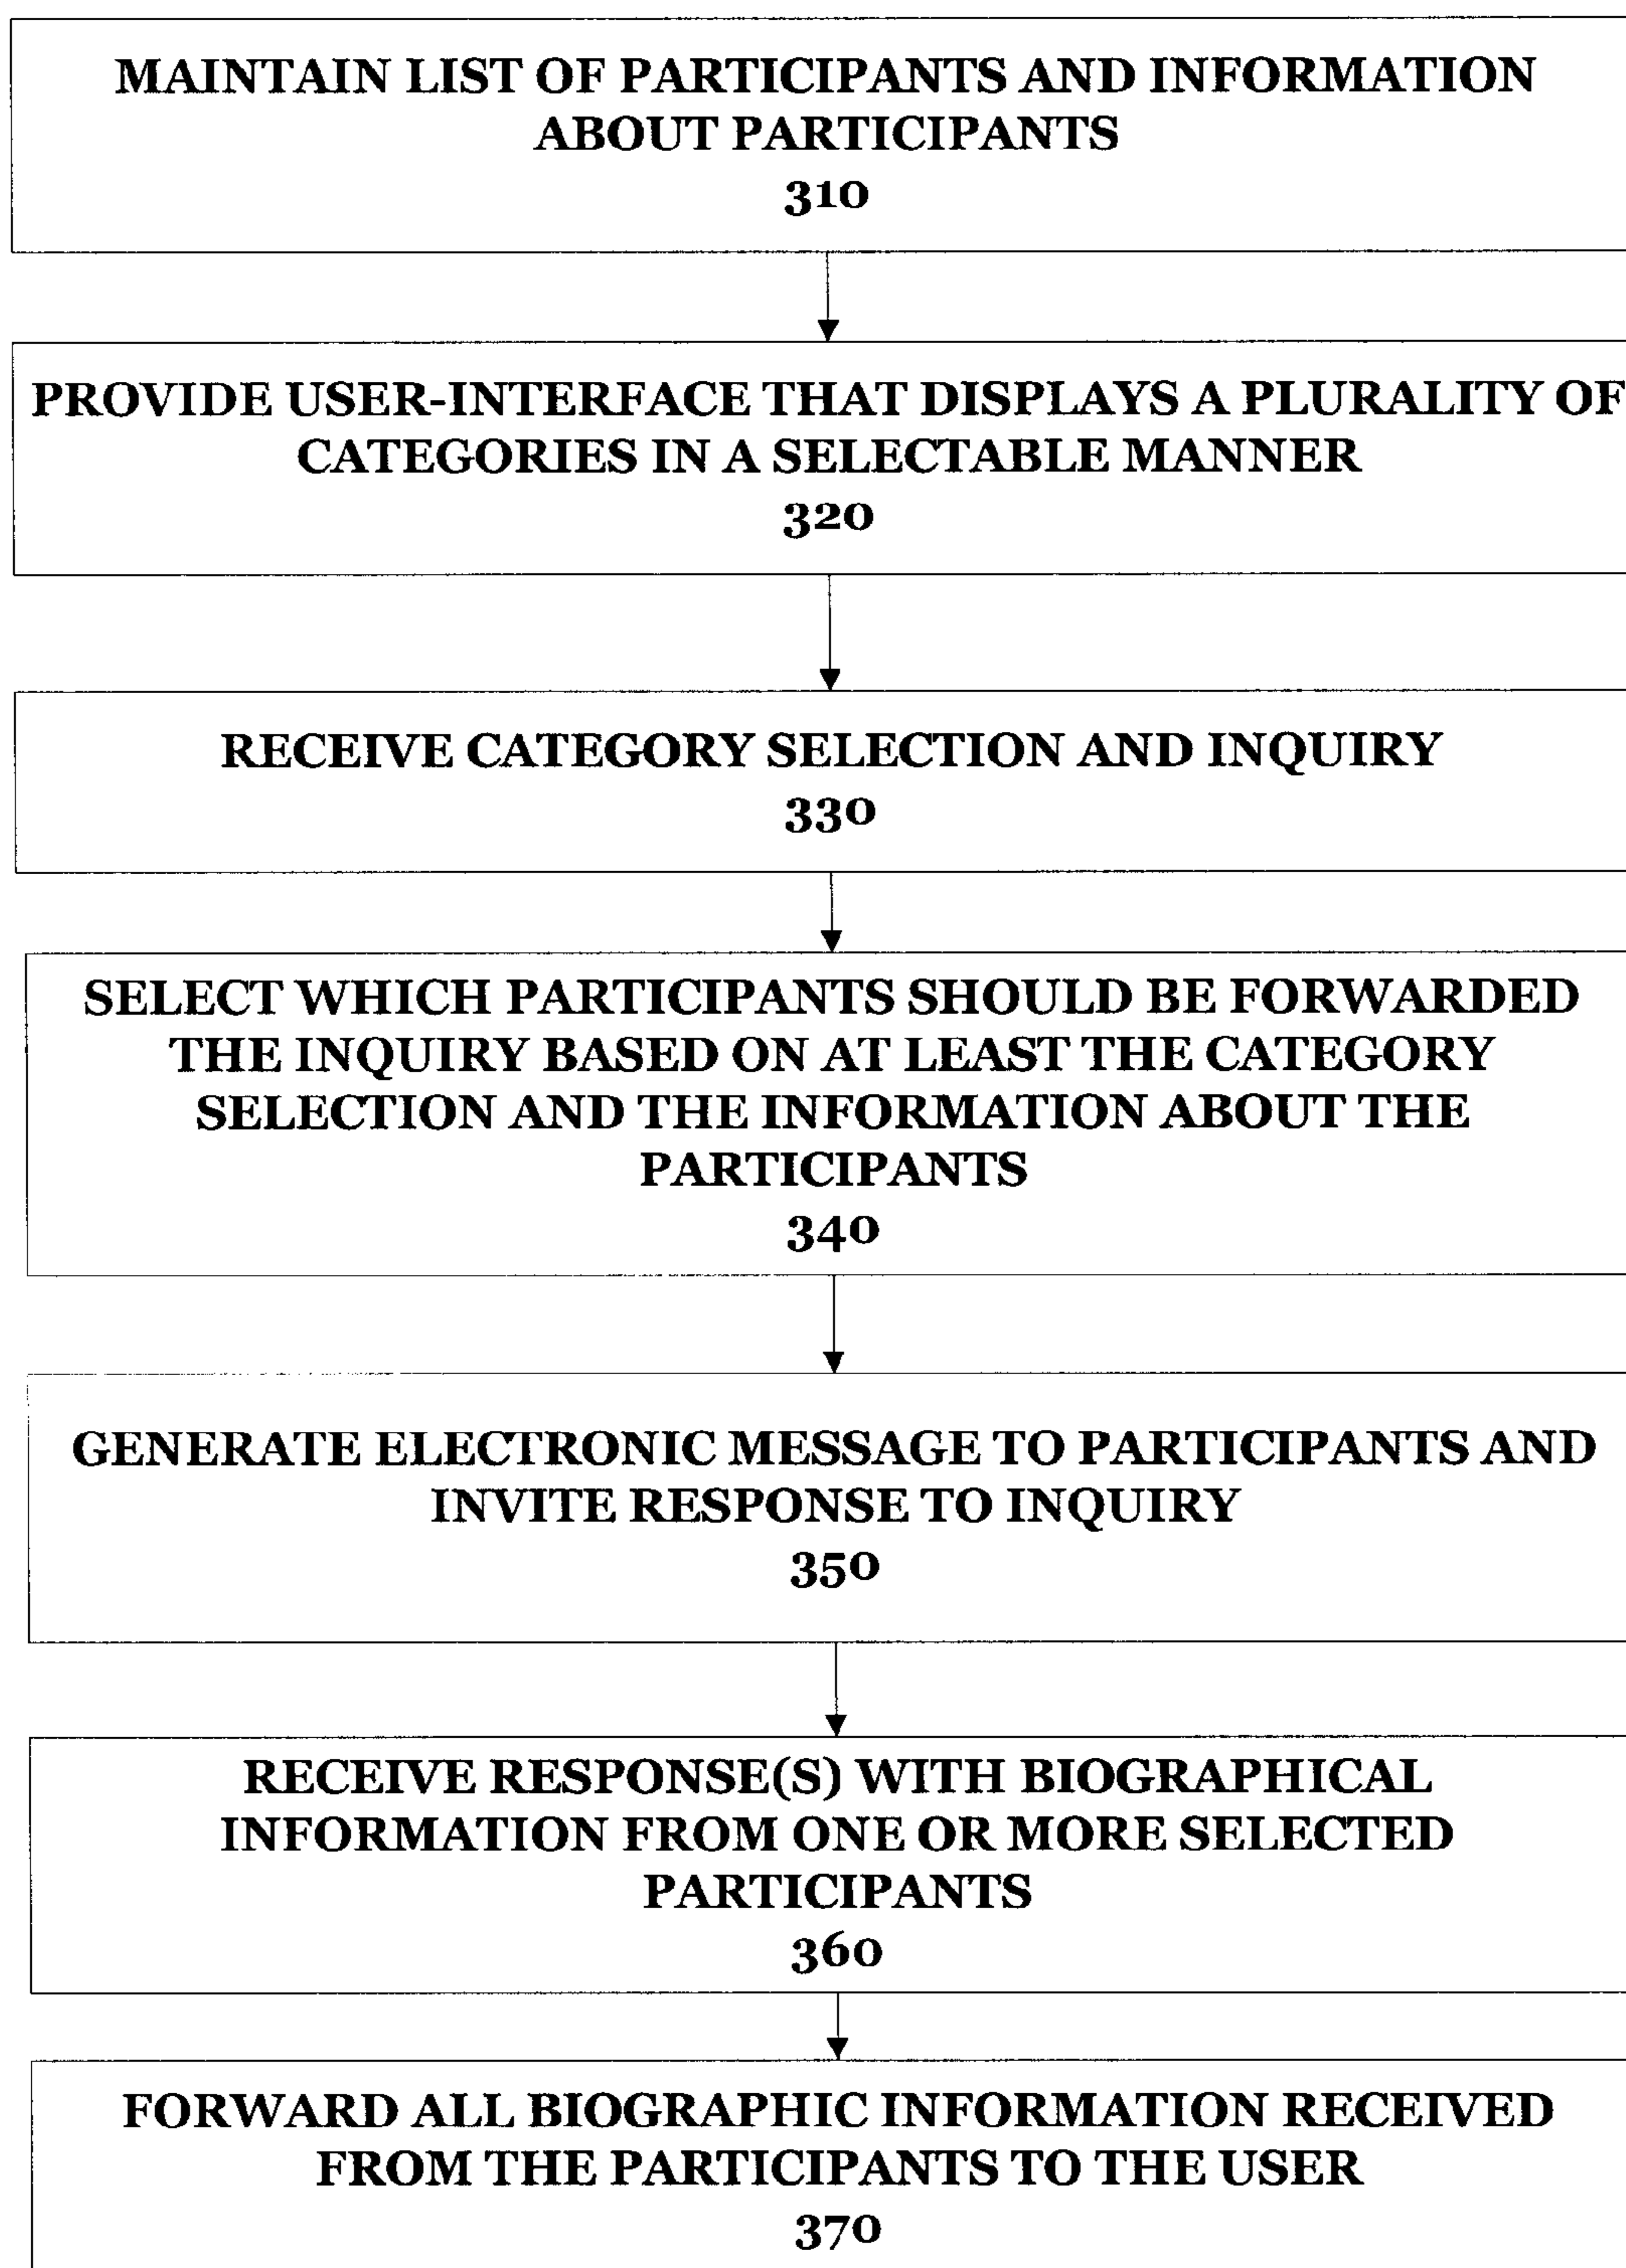 MAINTAIN LIST OF PARTICIPANTS AND INFORMATION
ABOUT PARTICIPANTS
310
PROVIDE USER-INTERFACE THAT DISPLAYS A PLURALITY OF
CATEGORIES IN A SELECTABLE MANNER
320
RECEIVE CATEGORY SELECTION AND INQUIRY
330
SELECT WHICH PARTICIPANTS SHOULD BE FORWARDED
THE INQUIRY BASED ON AT LEAST THE CATEGORY
SELECTION AND THE INFORMATION ABOUT THE
PARTICIPANTS
340
GENERATE ELECTRONIC MESSAGE TO PARTICIPANTS AND
INVITE RESPONSE TO INQUIRY
350
RECEIVE RESPONSE(S) WITH BIOGRAPHICAL
INFORMATION FROM ONE OR MORE SELECTED
PARTICIPANTS
360
FORWARD ALL BIOGRAPHIC INFORMATION RECEIVED
FROM THE PARTICIPANTS TO THE USER
370